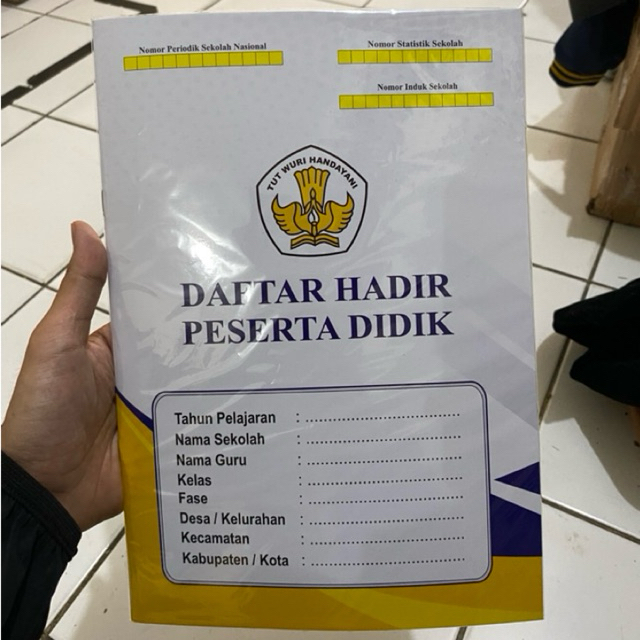 Nomor Periodik Sekolah Nasional
Nomor Statistik Sekolah
Nomor Induk Sekolah
TUT WURI HANDAYANI
DAFTAR HADIR
PESERTA DIDIK
Tahun Pelajaran : ........................................
Nama Sekolah : ........................................
Nama Guru : ........................................
Kelas : ........................................
Fase : ........................................
Desa / Kelurahan : ........................................
Kecamatan : ........................................
Kabupaten / Kota : ........................................